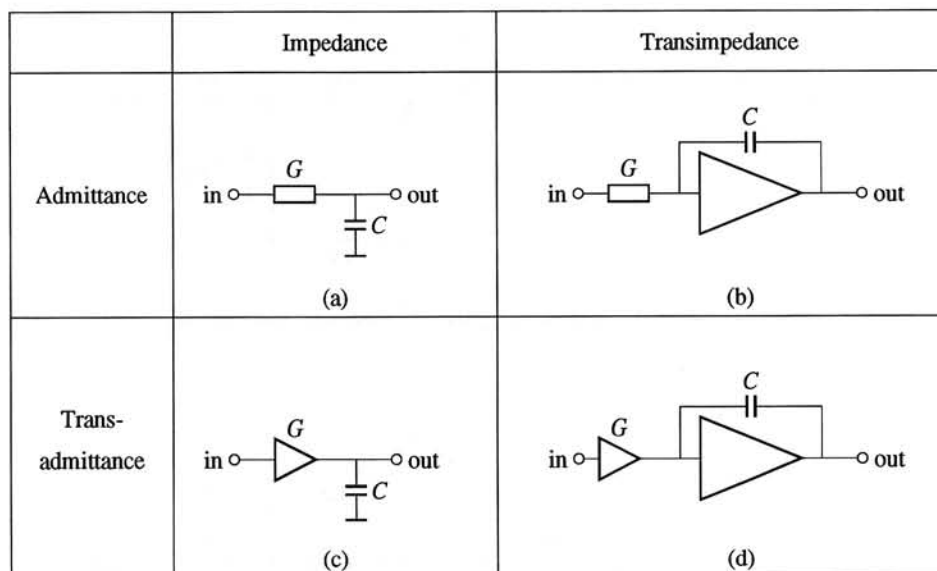 Impedance
Transimpedance
Admittance
in
G
C
out
(a)
in
G
C
out
(b)
Trans-
admittance
in
G
C
out
(c)
in
G
C
out
(d)